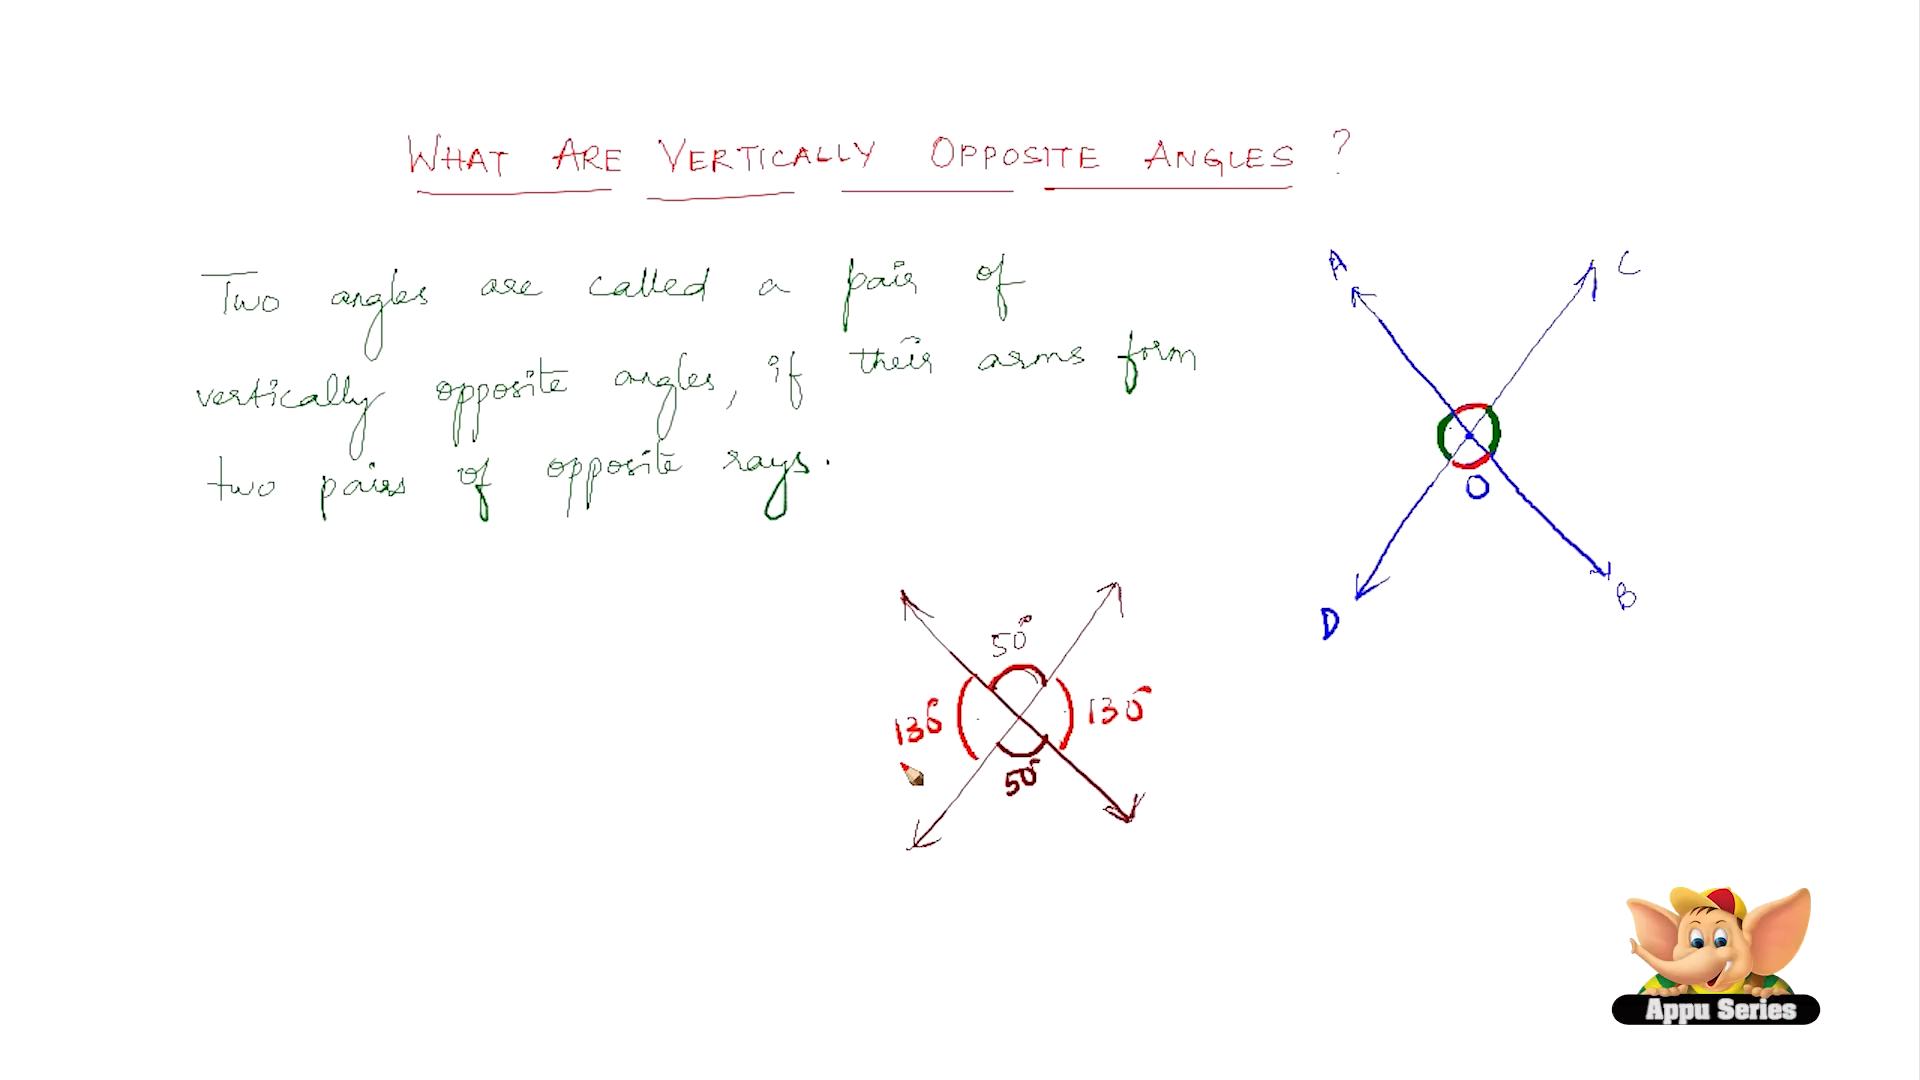 WHAT ARE VERTICALLY OPPOSITE ANGLES ?
Two angles are called a pair of
vertically opposite angles, if their arms form
two pairs of opposite rays.
A
C
O
D
B
50°
130°
130°
50°
Appu Series